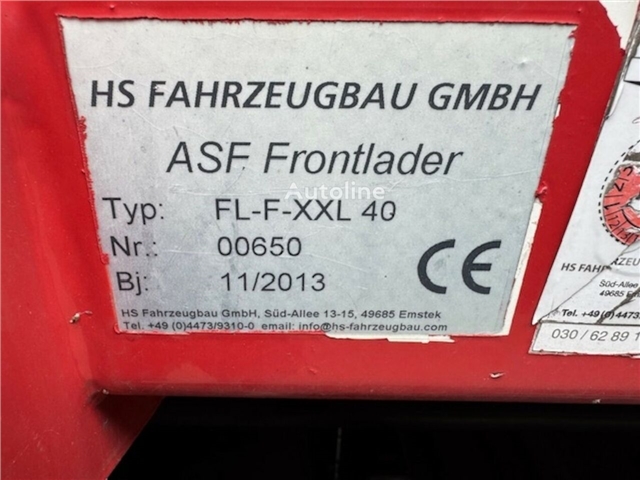 HS FAHRZEUGBAU GMBH
ASF Frontlader
Autoline
Typ: FL-F-XXL 40
Nr.: 00650
Bj: 11/2013
CE
HS Fahrzeugbau GmbH, Süd-Allee 13-15, 49685 Emstek
Tel. +49 (0)4473/9310-0 email: info@hs-fahrzeugbau.com
Süd-Allee
49685
Tel. +49 (0)4473
030 / 62 89 1